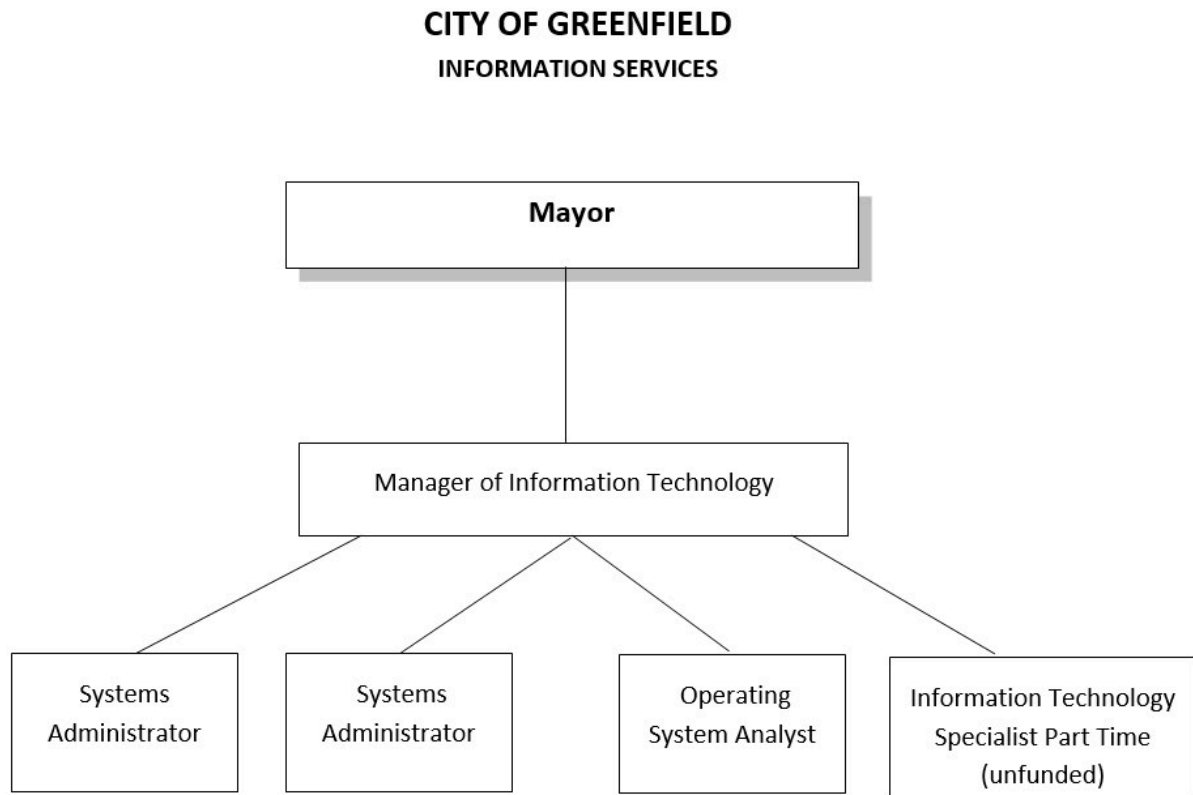 CITY OF GREENFIELD
INFORMATION SERVICES
Mayor
Manager of Information Technology
Systems
Administrator
Systems
Administrator
Operating
System Analyst
Information Technology
Specialist Part Time
(unfunded)